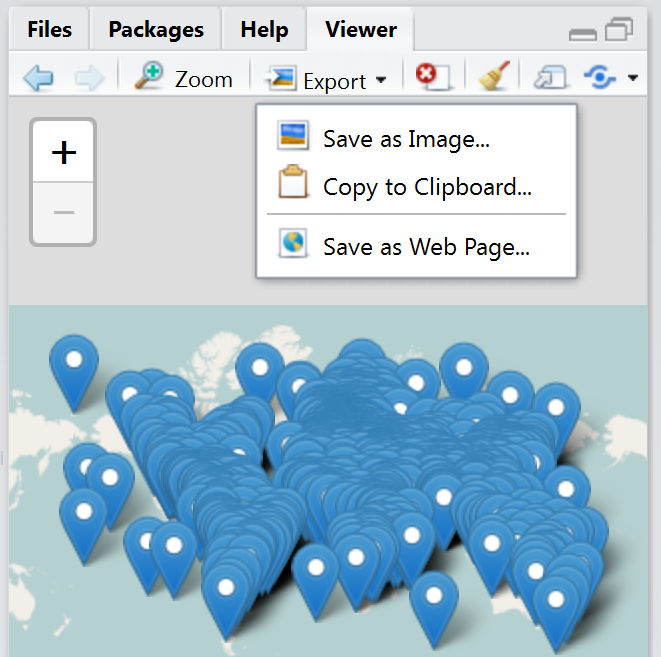 Files Packages Help Viewer
Zoom Export
Save as Image...
Copy to Clipboard...
Save as Web Page...